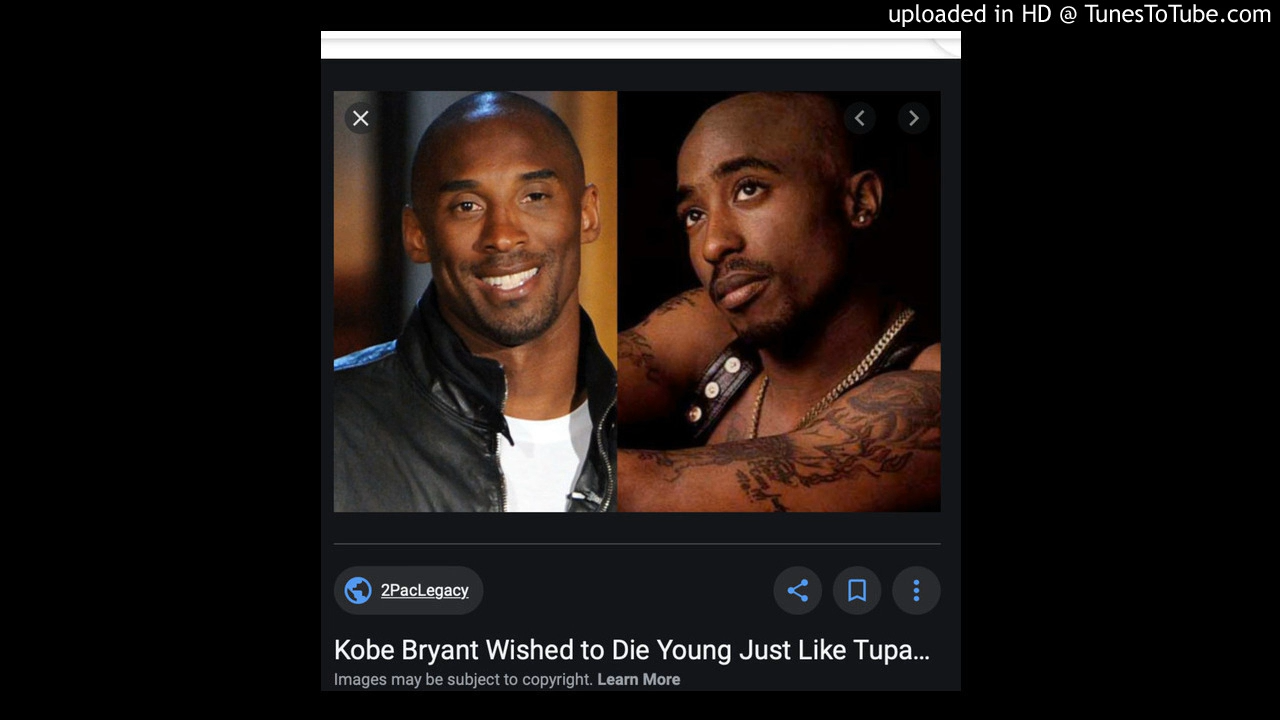 uploaded in HD @ TunesToTube.com
2PacLegacy
Kobe Bryant Wished to Die Young Just Like Tupa...
Images may be subject to copyright. Learn More